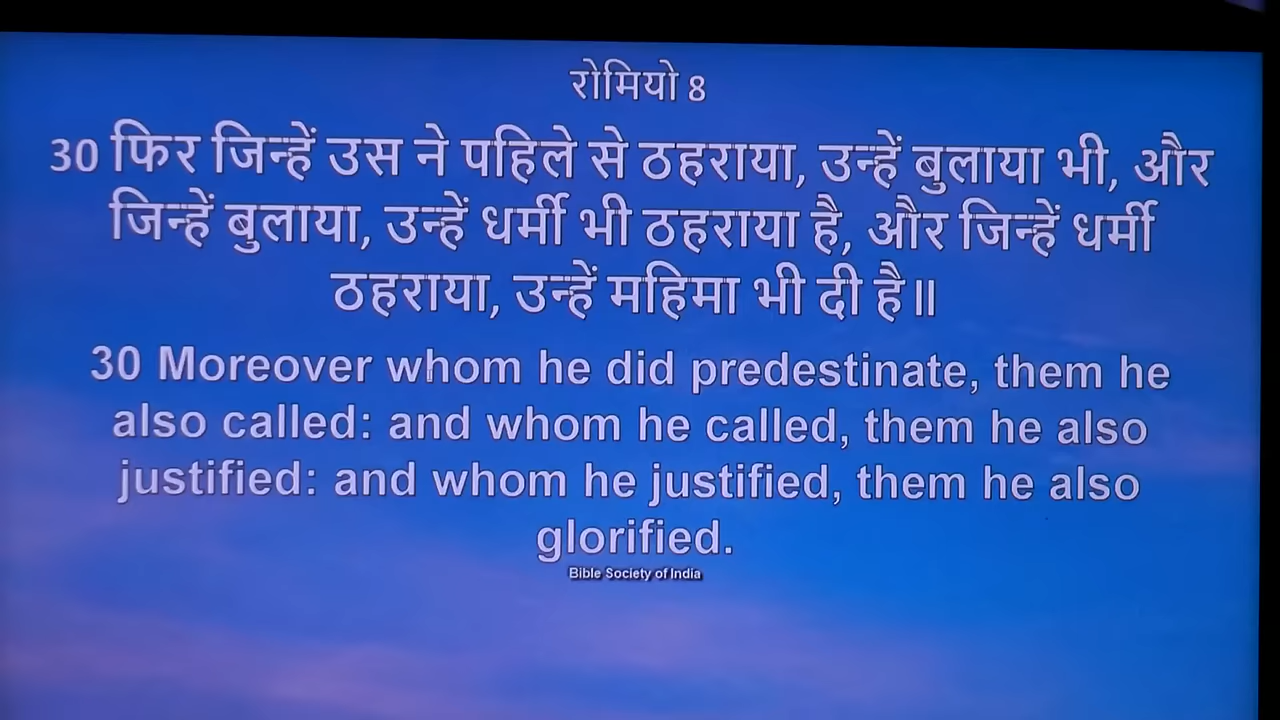 रोमियो 8
30 फिर जिन्हें उस ने पहिले से ठहराया, उन्हें बुलाया भी, और
जिन्हें बुलाया, उन्हें धर्मी भी ठहराया है, और जिन्हें धर्मी
ठहराया, उन्हें महिमा भी दी है॥
30 Moreover whom he did predestinate, them he
also called: and whom he called, them he also
justified: and whom he justified, them he also
glorified.
Bible Society of India